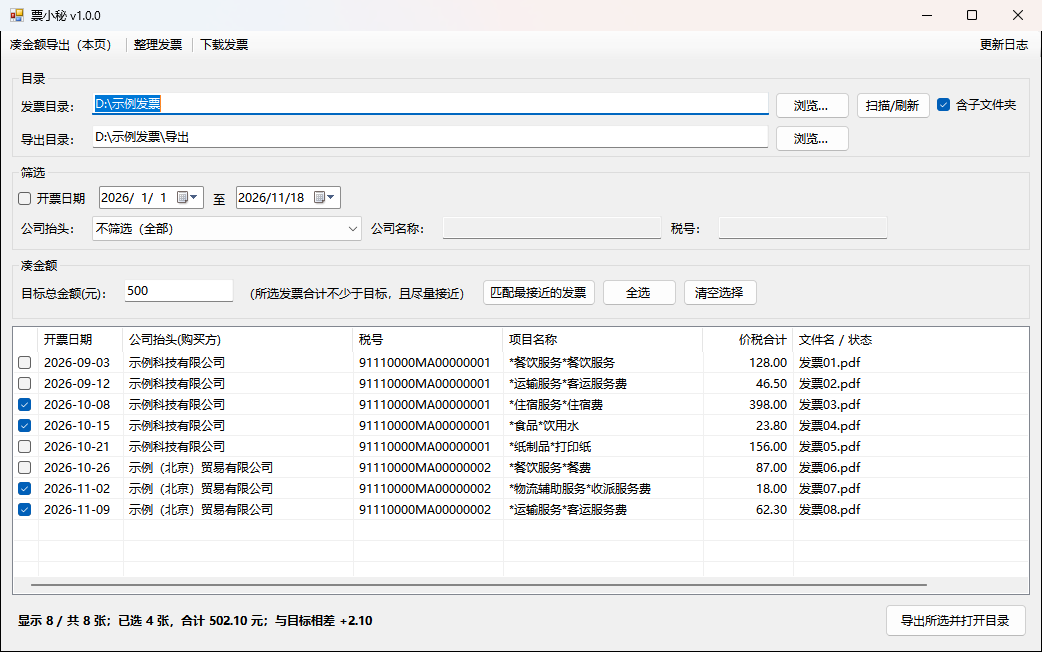 票小秘 v1.0.0
凑金额导出（本页） 整理发票 下载发票 更新日志
目录
发票目录: D:\示例发票 浏览... 扫描/刷新 含子文件夹
导出目录: D:\示例发票\导出 浏览...
筛选
开票日期 2026/ 1/ 1 至 2026/11/18
公司抬头: 不筛选（全部） 公司名称: 税号:
凑金额
目标总金额(元): 500 (所选发票合计不少于目标，且尽量接近) 匹配最接近的发票 全选 清空选择
开票日期 公司抬头(购买方) 税号 项目名称 价税合计 文件名 / 状态
2026-09-03 示例科技有限公司 91110000MA00000001 *餐饮服务*餐饮服务 128.00 发票01.pdf
2026-09-12 示例科技有限公司 91110000MA00000001 *运输服务*客运服务费 46.50 发票02.pdf
2026-10-08 示例科技有限公司 91110000MA00000001 *住宿服务*住宿费 398.00 发票03.pdf
2026-10-15 示例科技有限公司 91110000MA00000001 *食品*饮用水 23.80 发票04.pdf
2026-10-21 示例科技有限公司 91110000MA00000001 *纸制品*打印纸 156.00 发票05.pdf
2026-10-26 示例（北京）贸易有限公司 91110000MA00000002 *餐饮服务*餐费 87.00 发票06.pdf
2026-11-02 示例（北京）贸易有限公司 91110000MA00000002 *物流辅助服务*收派服务费 18.00 发票07.pdf
2026-11-09 示例（北京）贸易有限公司 91110000MA00000002 *运输服务*客运服务费 62.30 发票08.pdf
显示 8 / 共 8 张；已选 4 张，合计 502.10 元；与目标相差 +2.10 导出所选并打开目录